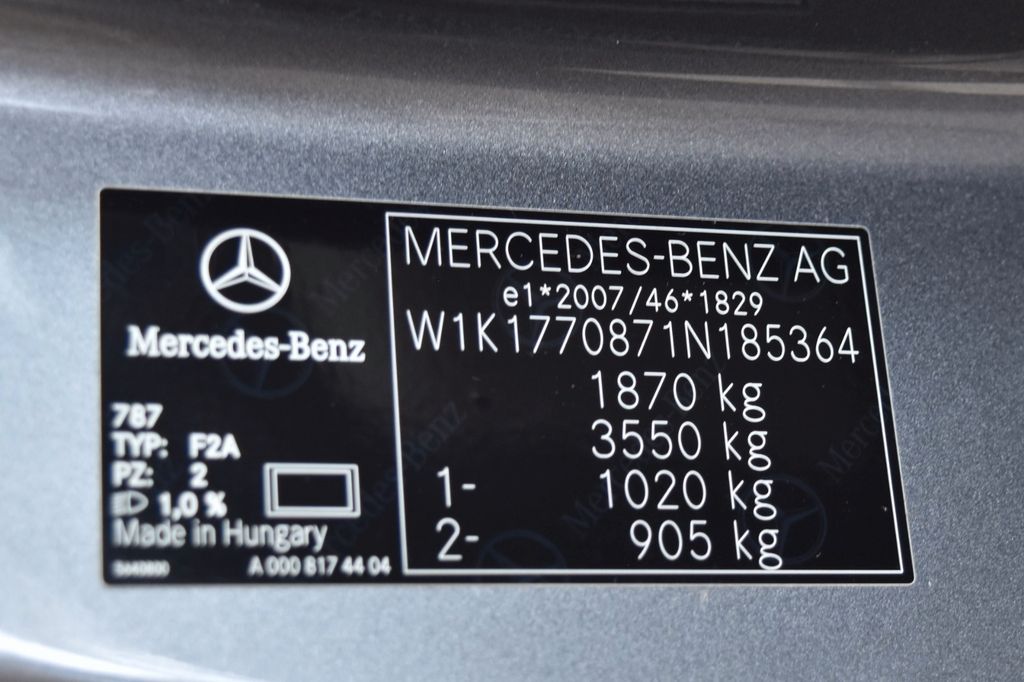 Mercedes-Benz
787
TYP: F2A
PZ: 2
1,0 %
Made in Hungary
A 000 817 44 04
MERCEDES-BENZ AG
e1*2007/46*1829
W1K1770871N185364
1870 kg
3550 kg
1- 1020 kg
2- 905 kg